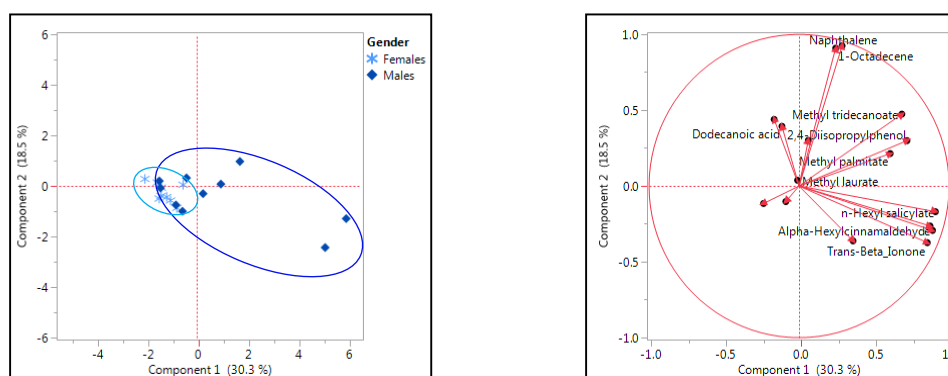 Gender
Females
Males
6
4
2
0
-2
-4
-6
Component 2 (18.5 %)
-6
-4
-2
0
2
4
6
Component 1 (30.3 %)
1.0
0.5
0.0
-0.5
-1.0
Component 2 (18.5 %)
Naphthalene
1-Octadecene
Methyl tridecanoate
Dodecanoic acid
2,4-Diisopropylphenol
Methyl palmitate
Methyl laurate
n-Hexyl salicylate
Alpha-Hexylcinnamaldehyde
Trans-Beta_Ionone
-1.0
-0.5
0.0
0.5
Component 1 (30.3 %)